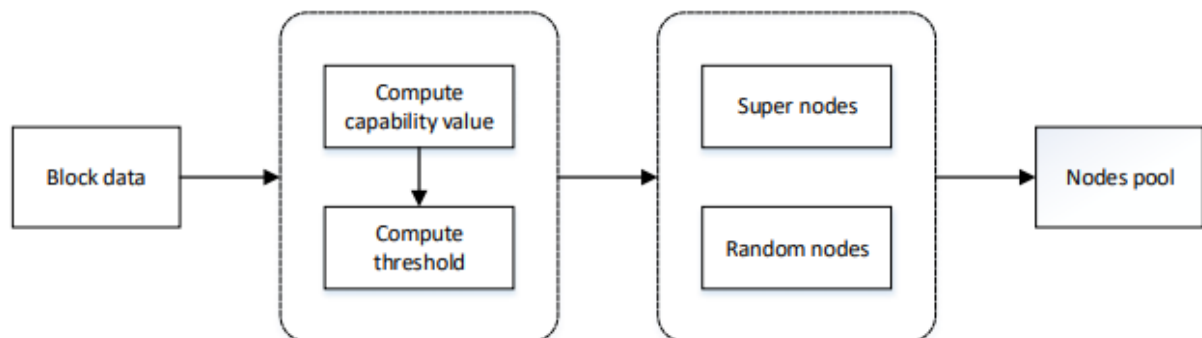 Block data
Compute
capability value
Compute
threshold
Super nodes
Random nodes
Nodes pool